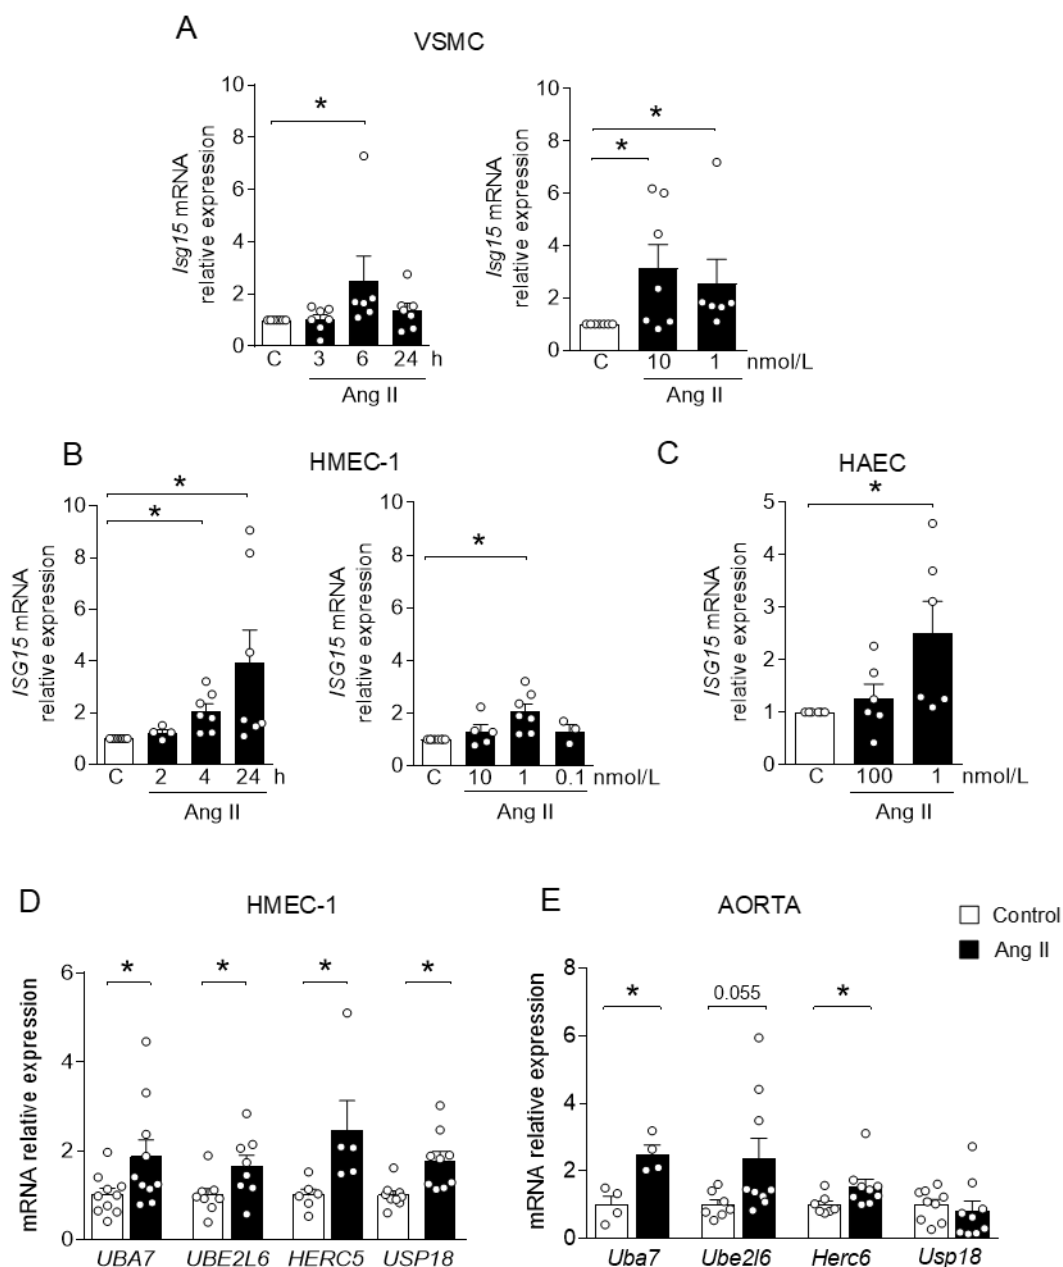 A
VSMC
Isg15 mRNA
relative expression
10
8
6
4
2
0
*
C 3 6 24 h
Ang II
Isg15 mRNA
relative expression
10
8
6
4
2
0
*
*
C 10 1 nmol/L
Ang II
B
HMEC-1
ISG15 mRNA
relative expression
10
8
6
4
2
0
*
*
C 2 4 24 h
Ang II
ISG15 mRNA
relative expression
10
8
6
4
2
0
*
C 10 1 0.1 nmol/L
Ang II
C
HAEC
ISG15 mRNA
relative expression
5
4
3
2
1
0
*
C 100 1 nmol/L
Ang II
D
HMEC-1
mRNA relative expression
6
4
2
0
* * * *
UBA7 UBE2L6 HERC5 USP18
E
AORTA
Control
Ang II
mRNA relative expression
8
6
4
2
0
* 0.055 *
Uba7 Ube2l6 Herc6 Usp18